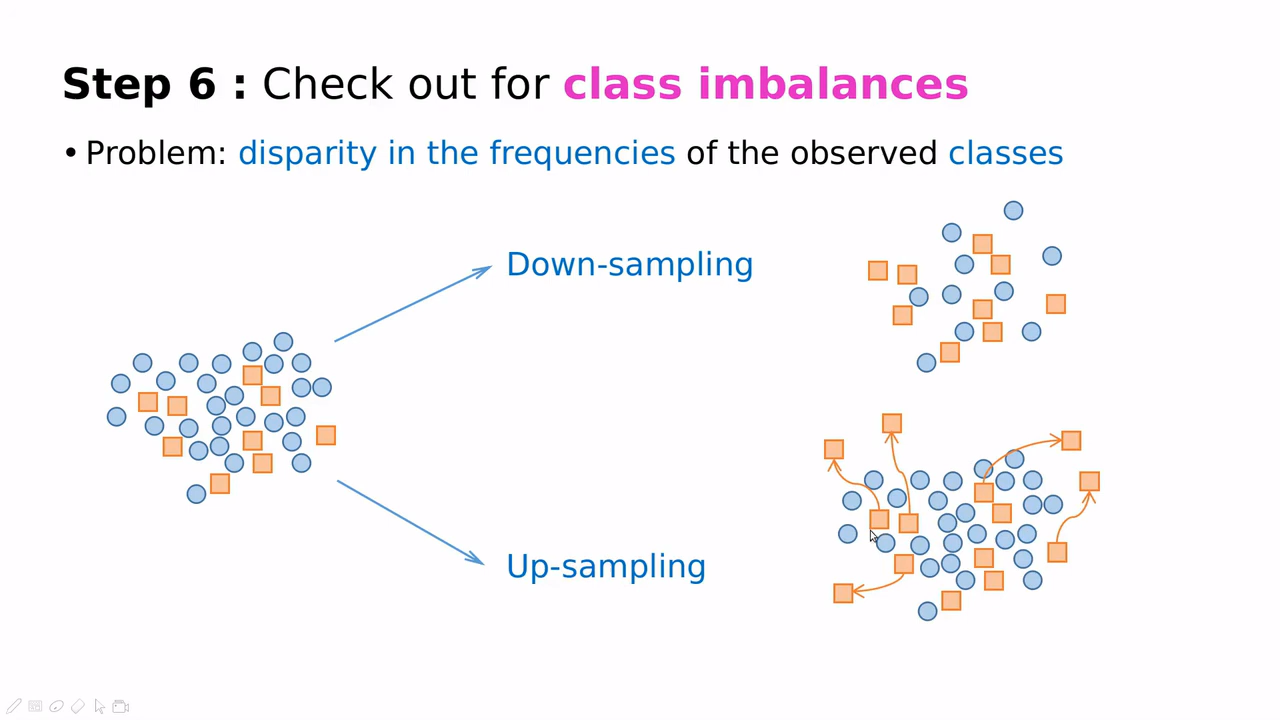 Step 6 : Check out for class imbalances
• Problem: disparity in the frequencies of the observed classes
Down-sampling
Up-sampling